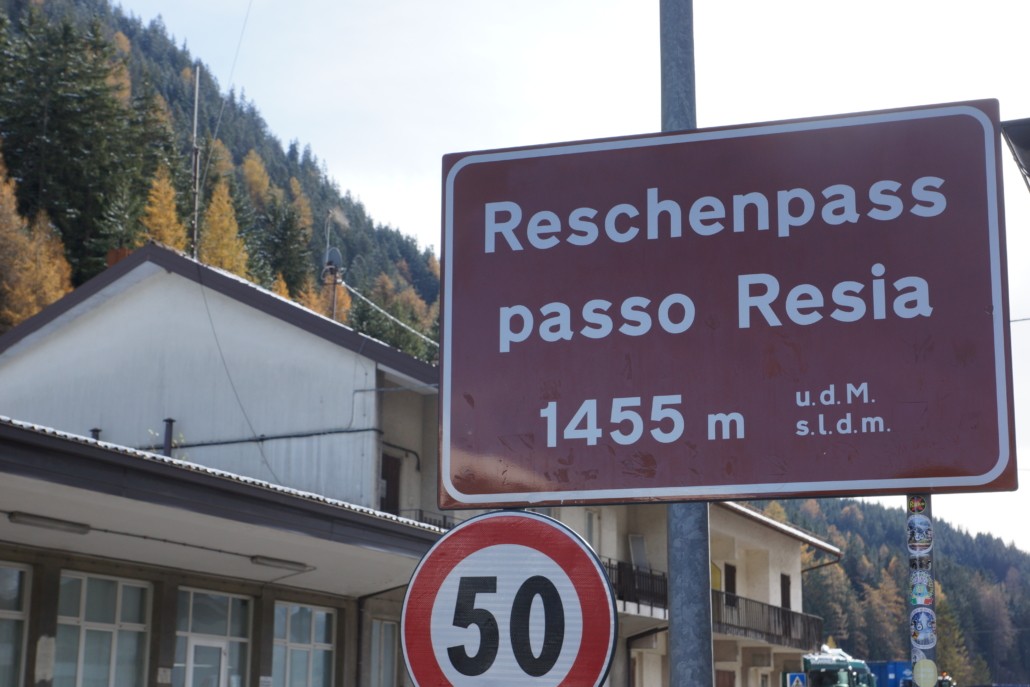 Reschenpass
passo Resia
1455 m
u.d.M.
s.l.d.m.
50